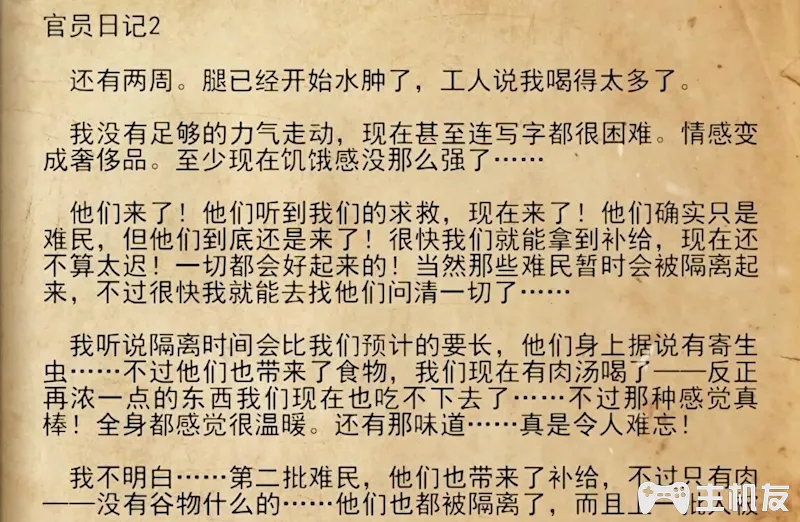 官员日记2
还有两周。腿已经开始水肿了，工人说我喝得太多了。
我没有足够的力气走动，现在甚至连写字都很困难。情感变
成奢侈品。至少现在饥饿感没那么强了……
他们来了！他们听到我们的求救，现在来了！他们确实只是
难民，但他们到底还是来了！很快我们就能拿到补给，现在还
不算太迟！一切都会好起来的！当然那些难民暂时会被隔离起
来，不过很快我就能去找他们问清一切了……
我听说隔离时间会比我们预计的要长，他们身上据说有寄生
虫……不过他们也带来了食物，我们现在有肉汤喝了——反正
再浓一点的东西我们现在也吃不下去了……不过那种感觉真
棒！全身都感觉很温暖。还有那味道……真是令人难忘！
我不明白……第二批难民，他们也带来了补给，不过只有肉
——没有谷物什么的……他们也都被隔离了，而且上一批人
主机友